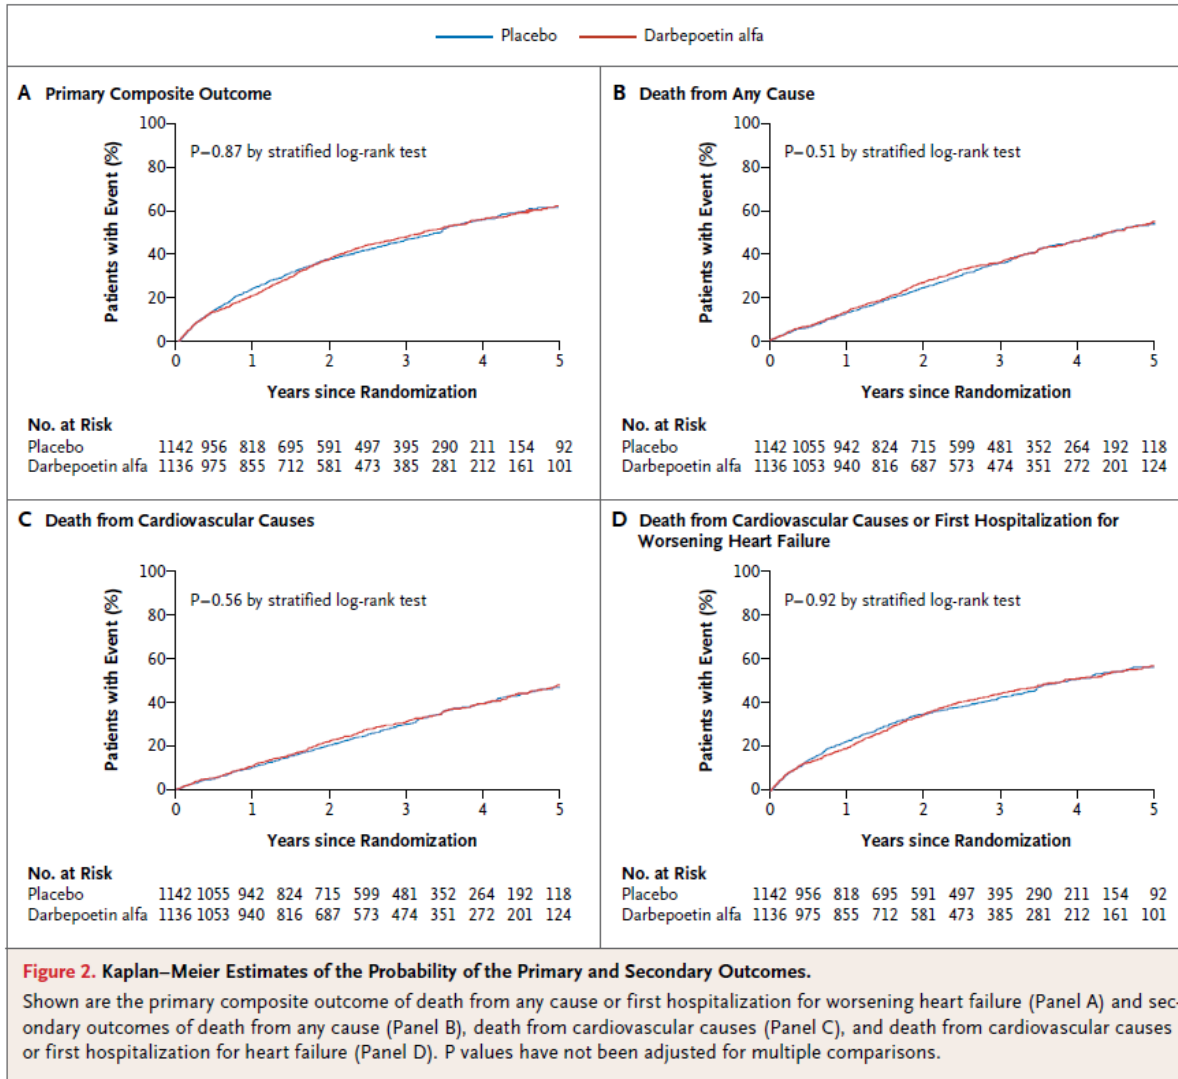 Placebo Darbepoetin alfa
A Primary Composite Outcome
100
80
60
40
20
0
Patients with Event (%)
P–0.87 by stratified log-rank test
0 1 2 3 4 5
Years since Randomization
No. at Risk
Placebo 1142 956 818 695 591 497 395 290 211 154 92
Darbepoetin alfa 1136 975 855 712 581 473 385 281 212 161 101
B Death from Any Cause
100
80
60
40
20
0
Patients with Event (%)
P–0.51 by stratified log-rank test
0 1 2 3 4 5
Years since Randomization
No. at Risk
Placebo 1142 1055 942 824 715 599 481 352 264 192 118
Darbepoetin alfa 1136 1053 940 816 687 573 474 351 272 201 124
C Death from Cardiovascular Causes
100
80
60
40
20
0
Patients with Event (%)
P–0.56 by stratified log-rank test
0 1 2 3 4 5
Years since Randomization
No. at Risk
Placebo 1142 1055 942 824 715 599 481 352 264 192 118
Darbepoetin alfa 1136 1053 940 816 687 573 474 351 272 201 124
D Death from Cardiovascular Causes or First Hospitalization for
Worsening Heart Failure
100
80
60
40
20
0
Patients with Event (%)
P–0.92 by stratified log-rank test
0 1 2 3 4 5
Years since Randomization
No. at Risk
Placebo 1142 956 818 695 591 497 395 290 211 154 92
Darbepoetin alfa 1136 975 855 712 581 473 385 281 212 161 101
Figure 2. Kaplan–Meier Estimates of the Probability of the Primary and Secondary Outcomes.
Shown are the primary composite outcome of death from any cause or first hospitalization for worsening heart failure (Panel A) and sec-
ondary outcomes of death from any cause (Panel B), death from cardiovascular causes (Panel C), and death from cardiovascular causes
or first hospitalization for heart failure (Panel D). P values have not been adjusted for multiple comparisons.